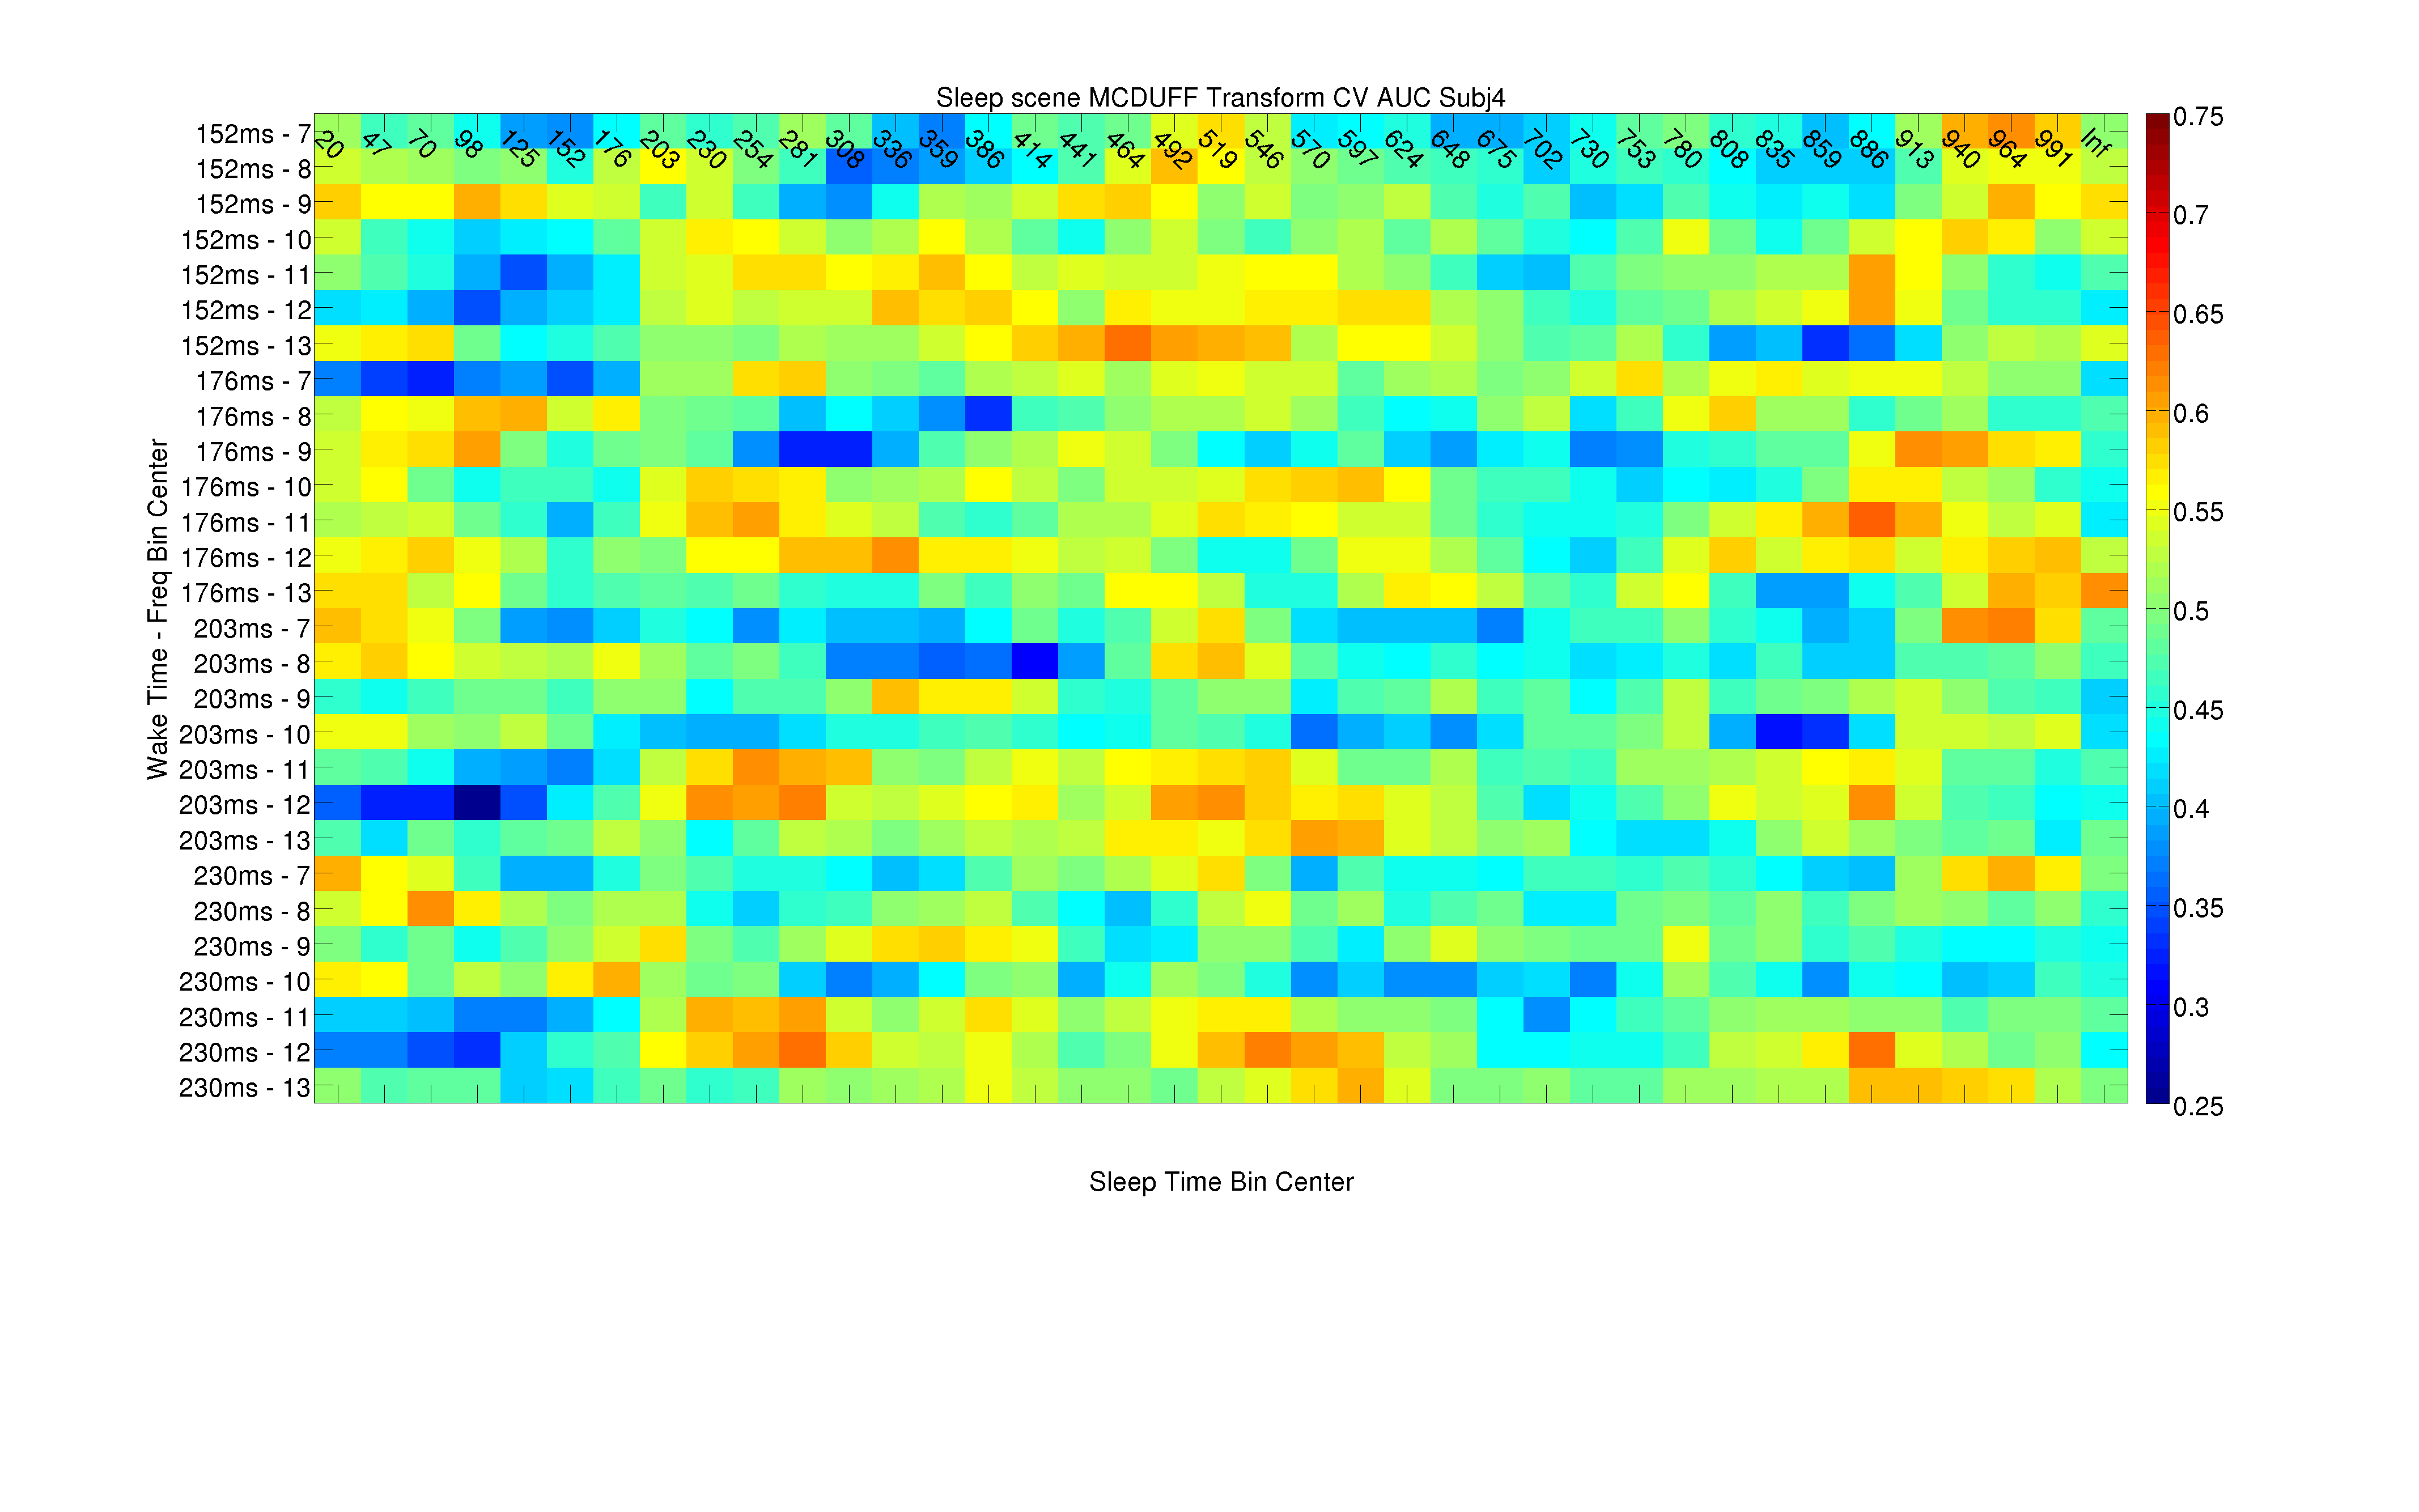 Sleep scene MCDUFF Transform CV AUC Subj4
20 47 70 98 125 152 176 203 230 254 281 308 336 359 386 414 441 464 492 519 546 570 597 624 648 675 702 730 753 780 808 835 859 886 913 940 964 991 Inf
Wake Time - Freq Bin Center
152ms - 7
152ms - 8
152ms - 9
152ms - 10
152ms - 11
152ms - 12
152ms - 13
176ms - 7
176ms - 8
176ms - 9
176ms - 10
176ms - 11
176ms - 12
176ms - 13
203ms - 7
203ms - 8
203ms - 9
203ms - 10
203ms - 11
203ms - 12
203ms - 13
230ms - 7
230ms - 8
230ms - 9
230ms - 10
230ms - 11
230ms - 12
230ms - 13
0.75
0.7
0.65
0.6
0.55
0.5
0.45
0.4
0.35
0.3
0.25
Sleep Time Bin Center